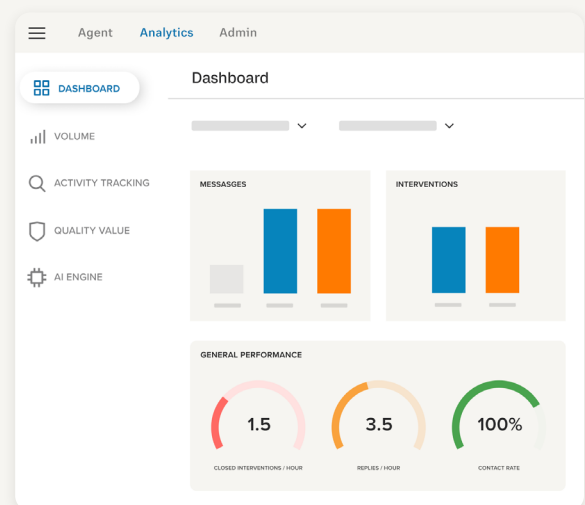 Agent Analytics Admin
DASHBOARD
Dashboard
VOLUME
ACTIVITY TRACKING
QUALITY VALUE
AI ENGINE
MESSASGES
INTERVENTIONS
GENERAL PERFORMANCE
1.5 3.5 100%
CLOSED INTERVENTIONS / HOUR REPLIES / HOUR CONTACT RATE